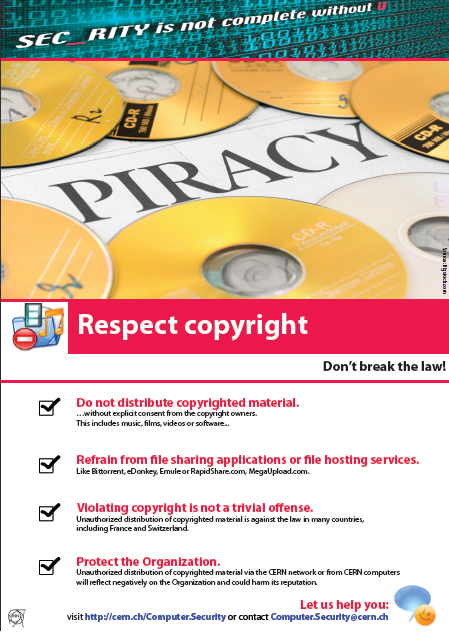 SEC_RITY is not complete without u
PIRACY
CD-R
700 MB
CD-R
CD-R
CD-R
Respect copyright
Don't break the law!
Do not distribute copyrighted material.
…without explicit consent from the copyright owners.
This includes music, films, videos or software...
Refrain from file sharing applications or file hosting services.
Like Bittorrent, eDonkey, Emule or RapidShare.com, MegaUpload.com.
Violating copyright is not a trivial offense.
Unauthorized distribution of copyrighted material is against the law in many countries,
including France and Switzerland.
Protect the Organization.
Unauthorized distribution of copyrighted material via the CERN network or from CERN computers
will reflect negatively on the Organization and could harm its reputation.
Let us help you:
visit http://cern.ch/Computer.Security or contact Computer.Security@cern.ch